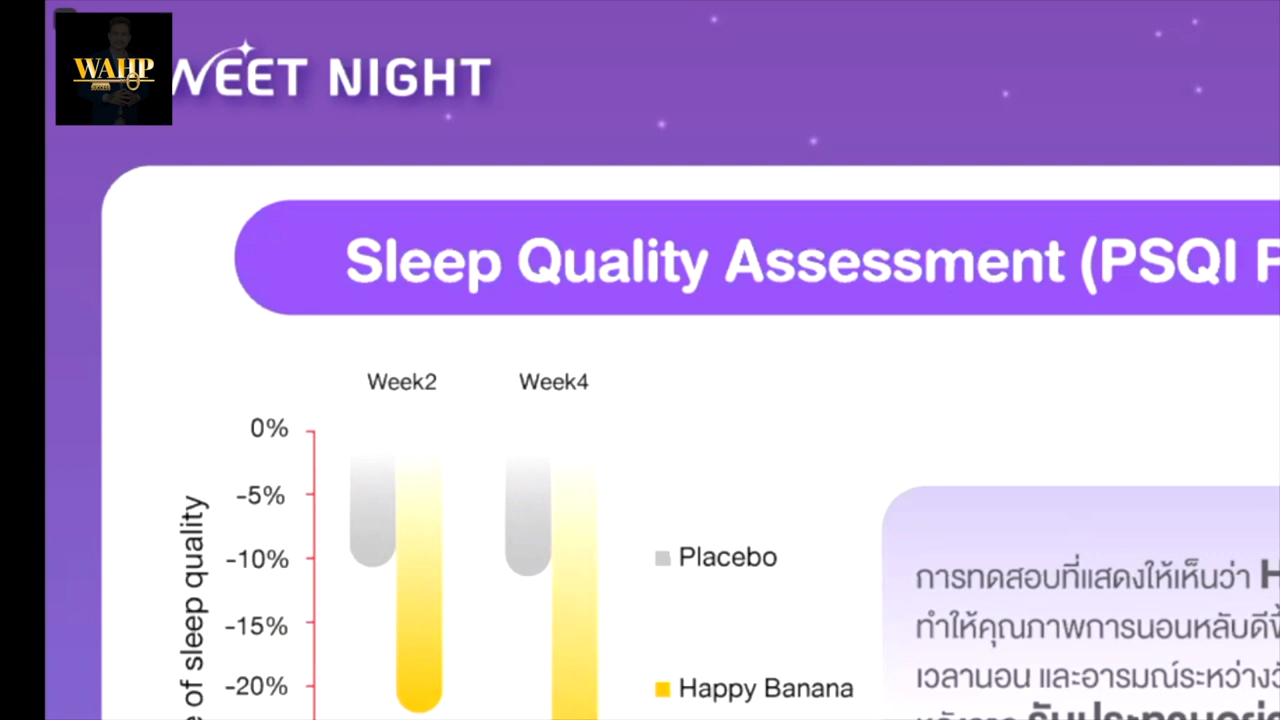 WAHP
WEET NIGHT
Sleep Quality Assessment (PSQI
Week2 Week4
0%
-5%
-10%
-15%
-20%
of sleep quality
Placebo
Happy Banana
การทดสอบที่แสดงให้เห็นว่า H
ทำให้คุณภาพการนอนหลับดี
เวลานอน และอารมณ์ระหว่าง